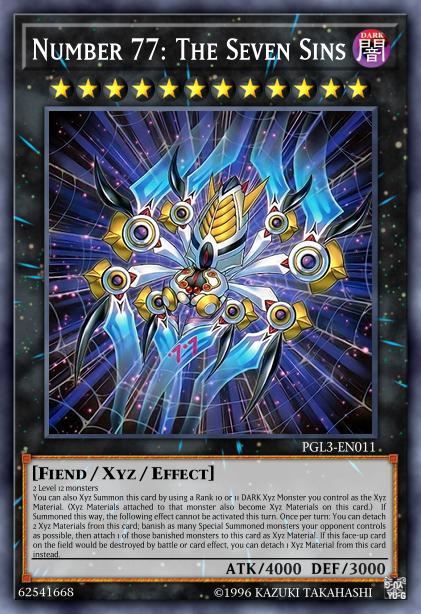 NUMBER 77: THE SEVEN SINS
DARK
闇
77
PGL3-EN011
[FIEND / XYZ / EFFECT]
2 Level 12 monsters
You can also Xyz Summon this card by using a Rank 10 or 11 DARK Xyz Monster you control as the Xyz
Material. (Xyz Materials attached to that monster also become Xyz Materials on this card.) If
Summoned this way, the following effect cannot be activated this turn. Once per turn: You can detach
2 Xyz Materials from this card; banish as many Special Summoned monsters your opponent controls
as possible, then attach 1 of those banished monsters to this card as Xyz Material. If this face-up card
on the field would be destroyed by battle or card effect, you can detach 1 Xyz Material from this card
instead.
ATK/4000 DEF/3000
62541668
©1996 KAZUKI TAKAHASHI